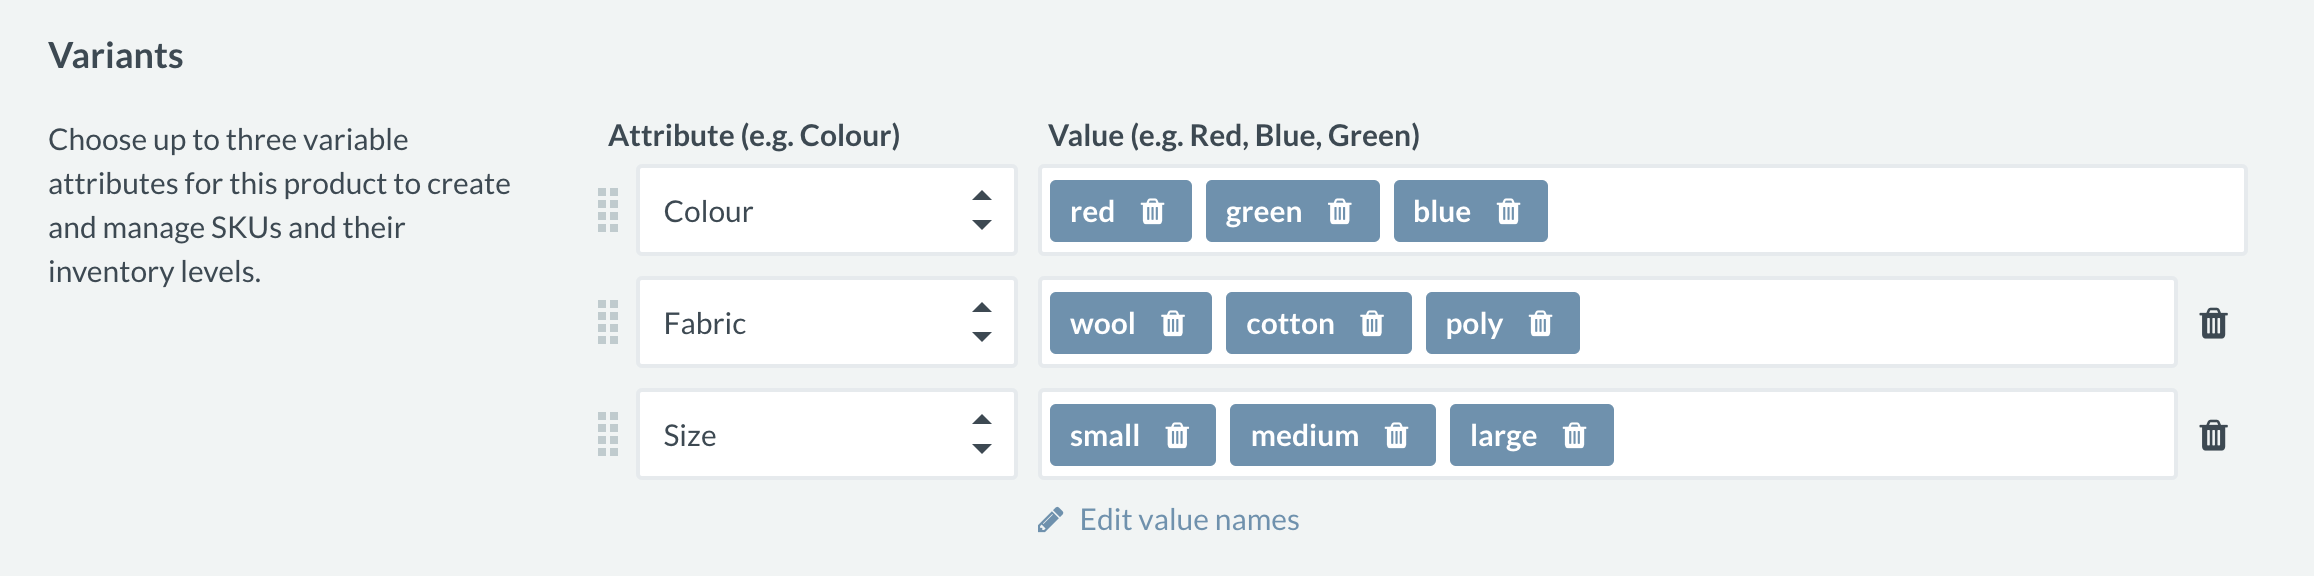 Variants
Choose up to three variable
attributes for this product to create
and manage SKUs and their
inventory levels.
Attribute (e.g. Colour) Value (e.g. Red, Blue, Green)
Colour red green blue
Fabric wool cotton poly
Size small medium large
Edit value names